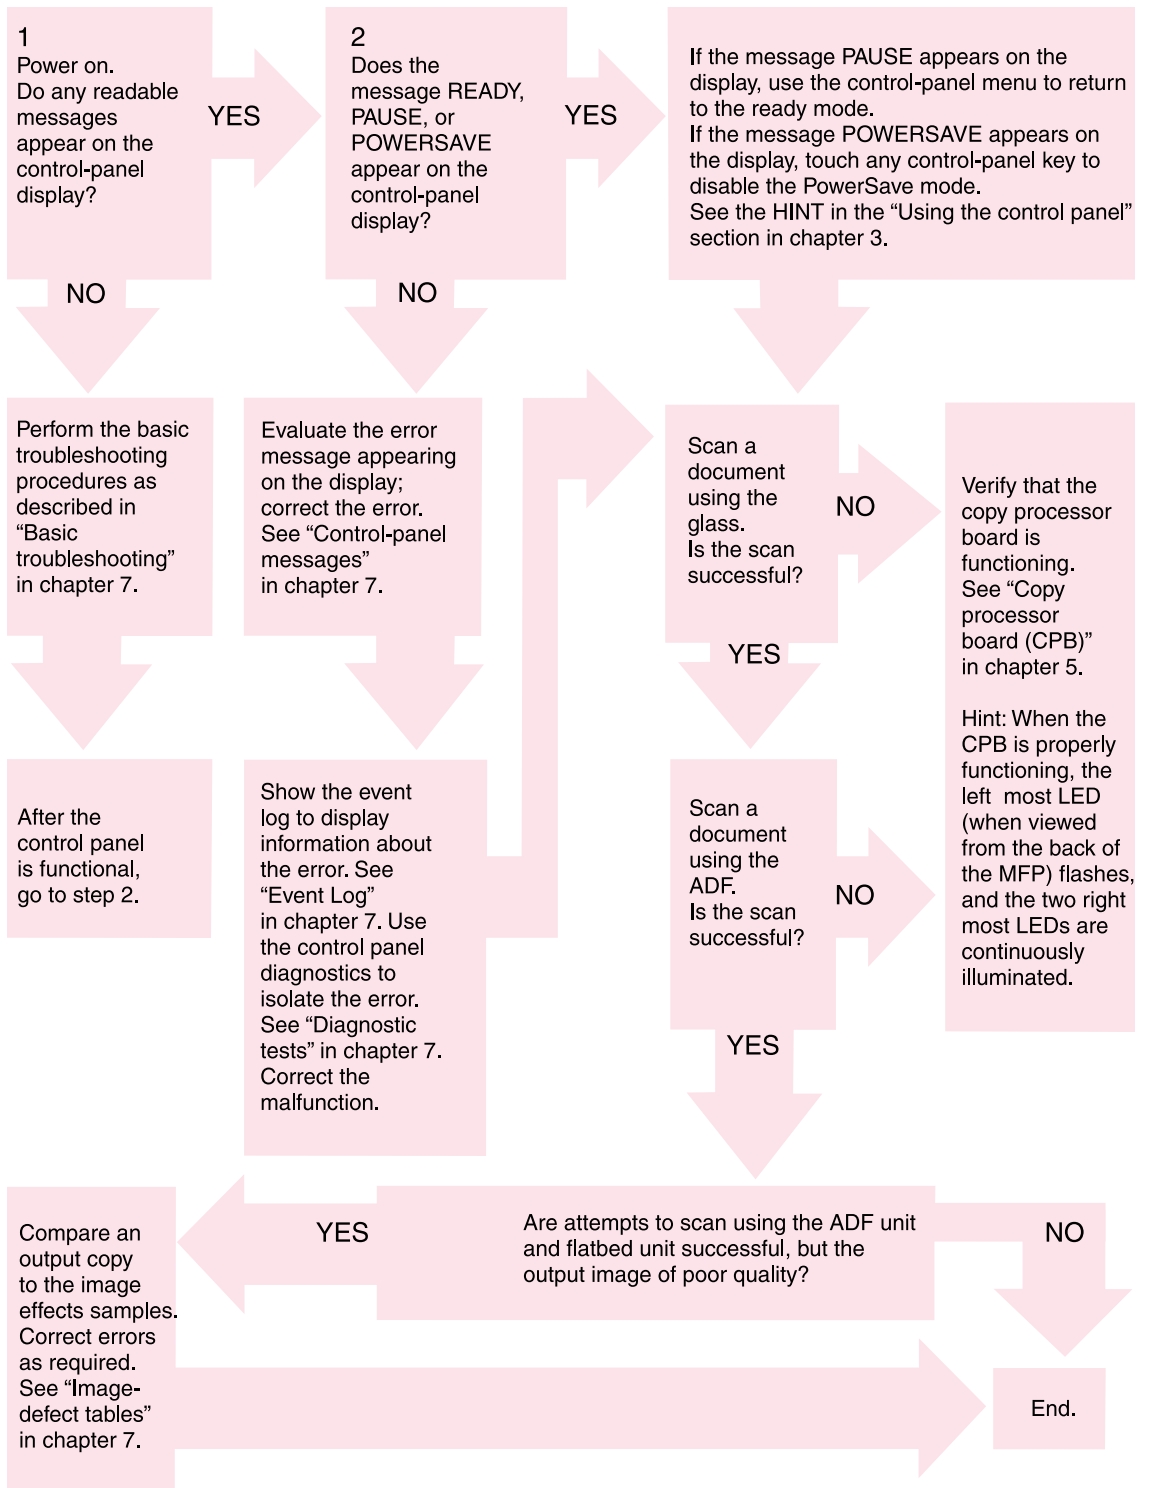 1
Power on.
Do any readable
messages
appear on the
control-panel
display?
YES
NO
2
Does the
message READY,
PAUSE, or
POWERSAVE
appear on the
control-panel
display?
YES
NO
If the message PAUSE appears on the
display, use the control-panel menu to return
to the ready mode.
If the message POWERSAVE appears on
the display, touch any control-panel key to
disable the PowerSave mode.
See the HINT in the “Using the control panel”
section in chapter 3.
Perform the basic
troubleshooting
procedures as
described in
“Basic
troubleshooting”
in chapter 7.
Evaluate the error
message appearing
on the display;
correct the error.
See “Control-panel
messages”
in chapter 7.
Scan a
document
using the
glass.
Is the scan
successful?
NO
YES
Verify that the
copy processor
board is
functioning.
See “Copy
processor
board (CPB)”
in chapter 5.
Hint: When the
CPB is properly
functioning, the
left most LED
(when viewed
from the back of
the MFP) flashes,
and the two right
most LEDs are
continuously
illuminated.
After the
control panel
is functional,
go to step 2.
Show the event
log to display
information about
the error. See
“Event Log”
in chapter 7. Use
the control panel
diagnostics to
isolate the error.
See “Diagnostic
tests” in chapter 7.
Correct the
malfunction.
Scan a
document
using the
ADF.
Is the scan
successful?
NO
YES
Compare an
output copy
to the image
effects samples.
Correct errors
as required.
See “Image-
defect tables”
in chapter 7.
YES
Are attempts to scan using the ADF unit
and flatbed unit successful, but the
output image of poor quality?
NO
End.